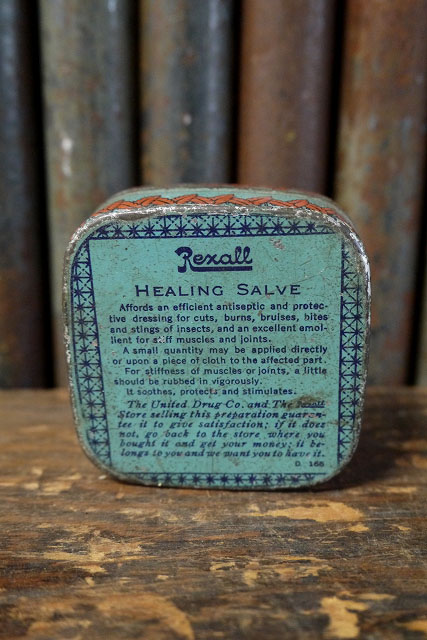 Rexall
HEALING SALVE
Affords an efficient antiseptic and protec-
tive dressing for cuts, burns, bruises, bites
and stings of insects, and an excellent emol-
lient for stiff muscles and joints.
A small quantity may be applied directly
or upon a piece of cloth to the affected part.
For stiffness of muscles or joints, a little
should be rubbed in vigorously.
It soothes, protects and stimulates.
The United Drug Co. and The Rexall
Store selling this preparation guaran-
tee it to give satisfaction; if it does
not, go back to the store where you
bought it and get your money; it be-
longs to you and we want you to have it.
D 168